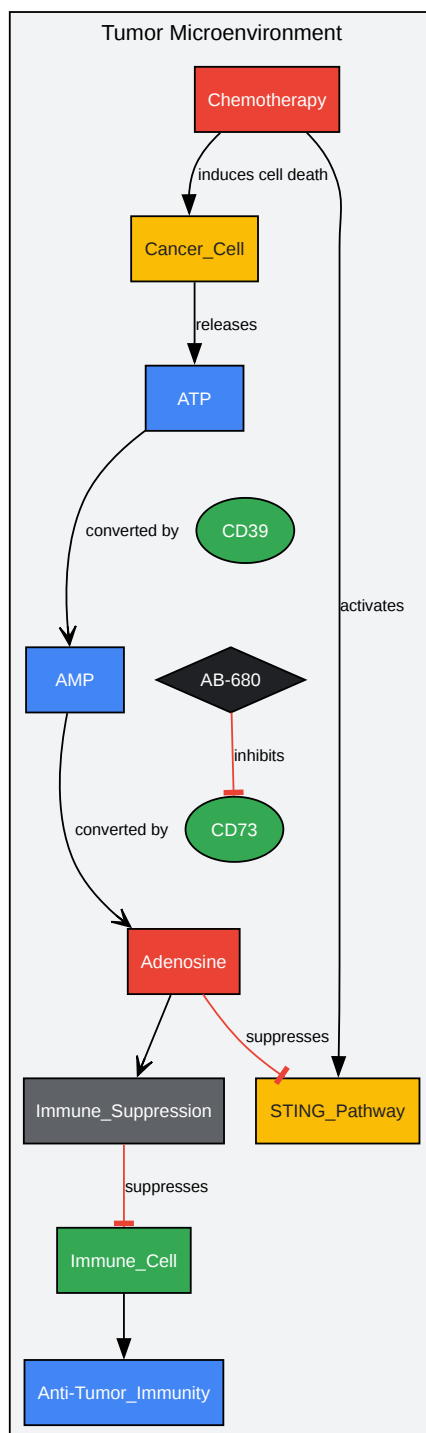 Tumor Microenvironment
Chemotherapy
induces cell death
Cancer_Cell
releases
ATP
converted by
CD39
activates
AMP
AB-680
inhibits
converted by
CD73
Adenosine
suppresses
Immune_Suppression
STING_Pathway
suppresses
Immune_Cell
Anti-Tumor_Immunity